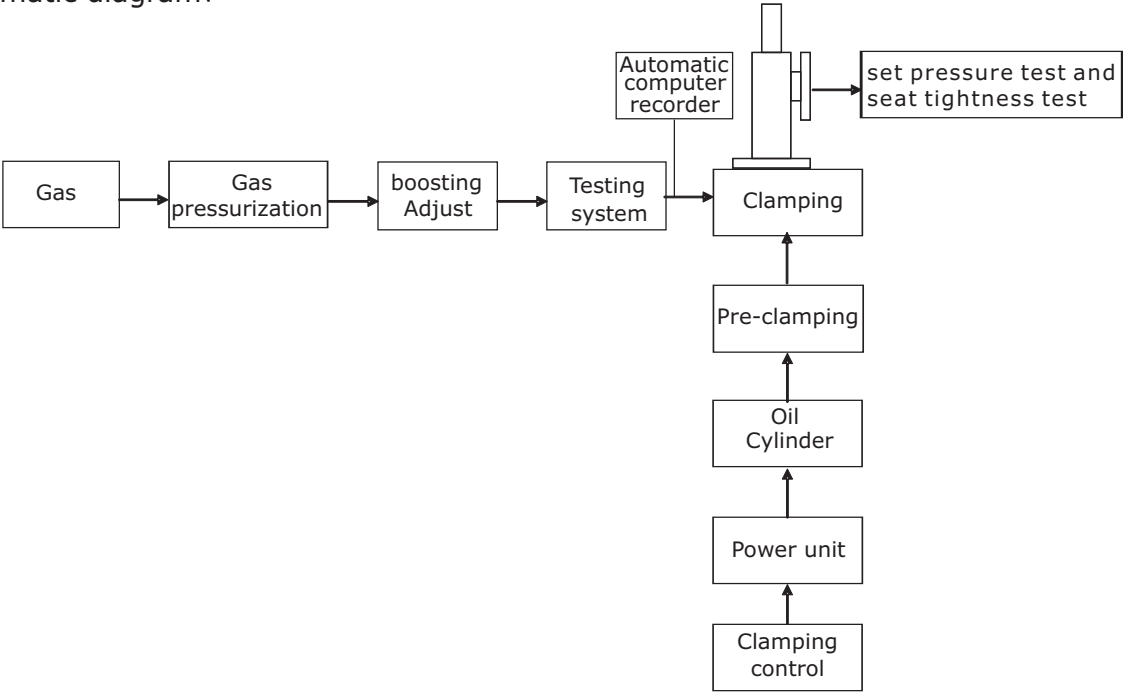 Automatic
computer
recorder
set pressure test and
seat tightness test
Gas
Gas
pressurization
boosting
Adjust
Testing
system
Clamping
Pre-clamping
Oil
Cylinder
Power unit
Clamping
control